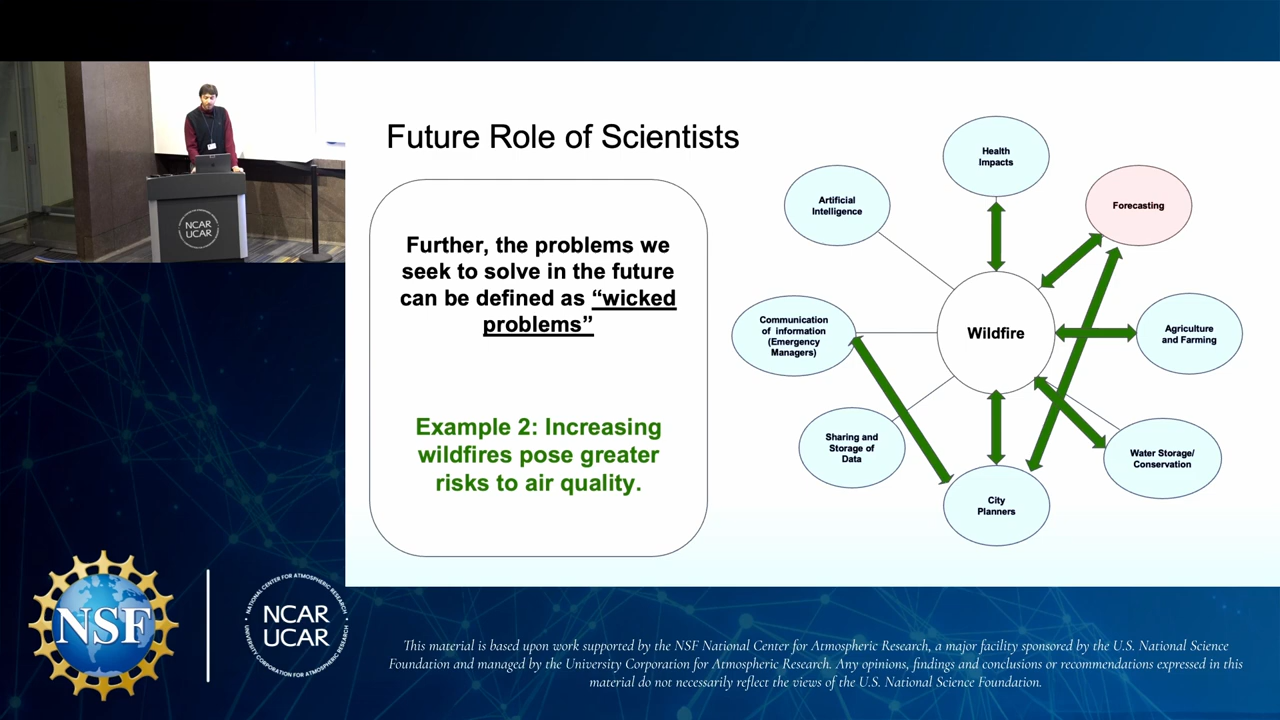 Future Role of Scientists
Further, the problems we
seek to solve in the future
can be defined as “wicked
problems”
Example 2: Increasing
wildfires pose greater
risks to air quality.
Health
Impacts
Artificial
Intelligence
Forecasting
Communication
of information
(Emergency
Managers)
Wildfire
Agriculture
and Farming
Sharing and
Storage of
Data
Water Storage/
Conservation
City
Planners
NCAR
UCAR
NSF
NATIONAL CENTER FOR ATMOSPHERIC RESEARCH
NCAR
UCAR
UNIVERSITY CORPORATION FOR ATMOSPHERIC RESEARCH
This material is based upon work supported by the NSF National Center for Atmospheric Research, a major facility sponsored by the U.S. National Science
Foundation and managed by the University Corporation for Atmospheric Research. Any opinions, findings and conclusions or recommendations expressed in this
material do not necessarily reflect the views of the U.S. National Science Foundation.